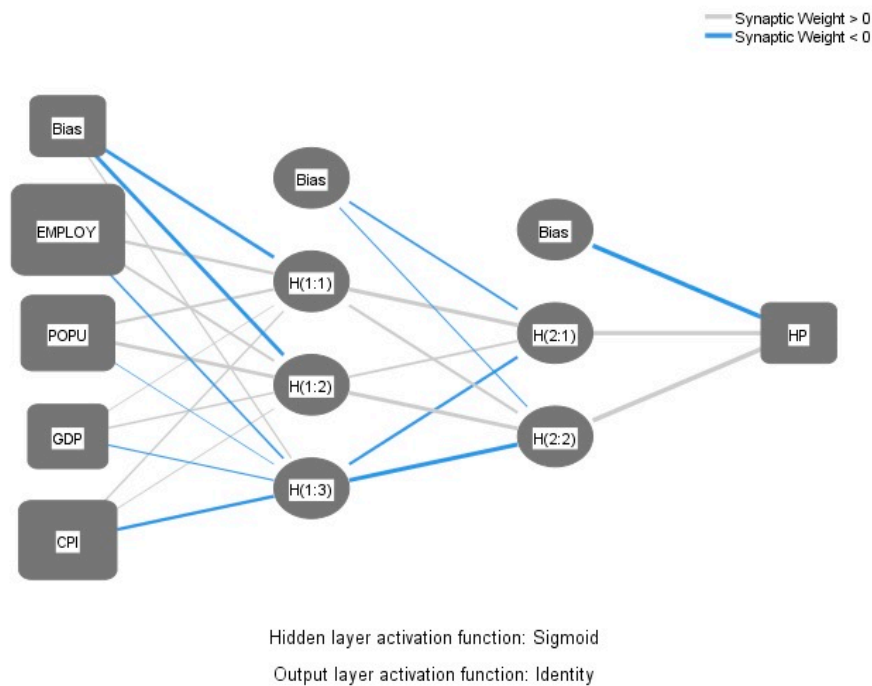 Synaptic Weight > 0
Synaptic Weight < 0
Bias
EMPLOY
POPU
GDP
CPI
Bias
H(1:1)
H(1:2)
H(1:3)
Bias
H(2:1)
H(2:2)
HP
Hidden layer activation function: Sigmoid
Output layer activation function: Identity